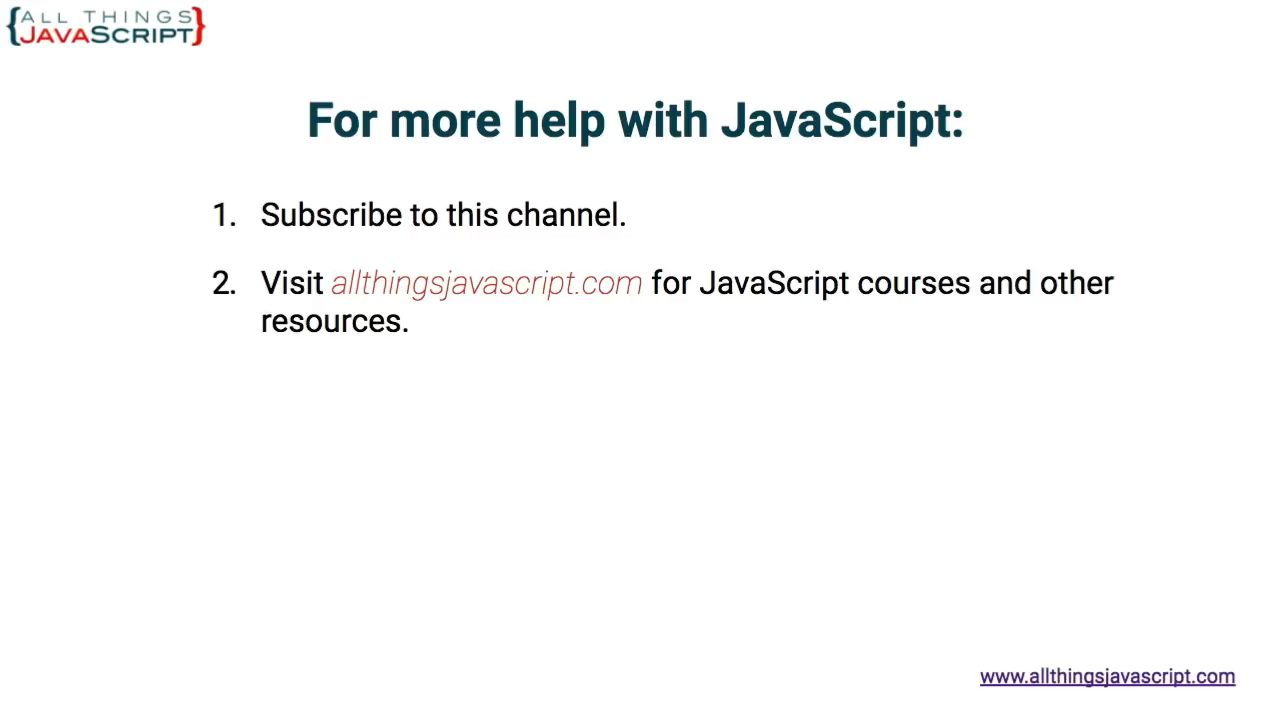 {ALL THINGS
JAVASCRIPT}
For more help with JavaScript:
1. Subscribe to this channel.
2. Visit allthingsjavascript.com for JavaScript courses and other
resources.
www.allthingsjavascript.com